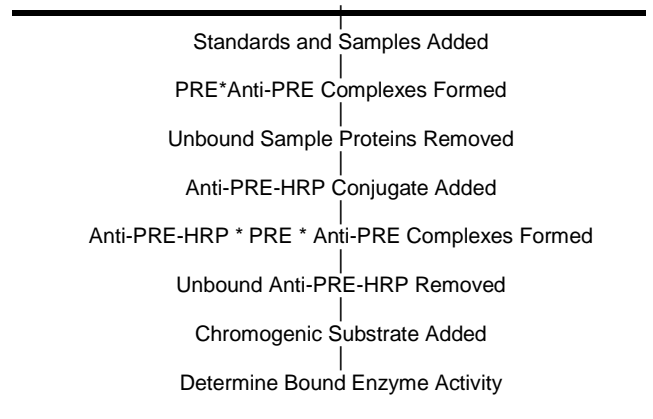 Standards and Samples Added
PRE*Anti-PRE Complexes Formed
Unbound Sample Proteins Removed
Anti-PRE-HRP Conjugate Added
Anti-PRE-HRP * PRE * Anti-PRE Complexes Formed
Unbound Anti-PRE-HRP Removed
Chromogenic Substrate Added
Determine Bound Enzyme Activity